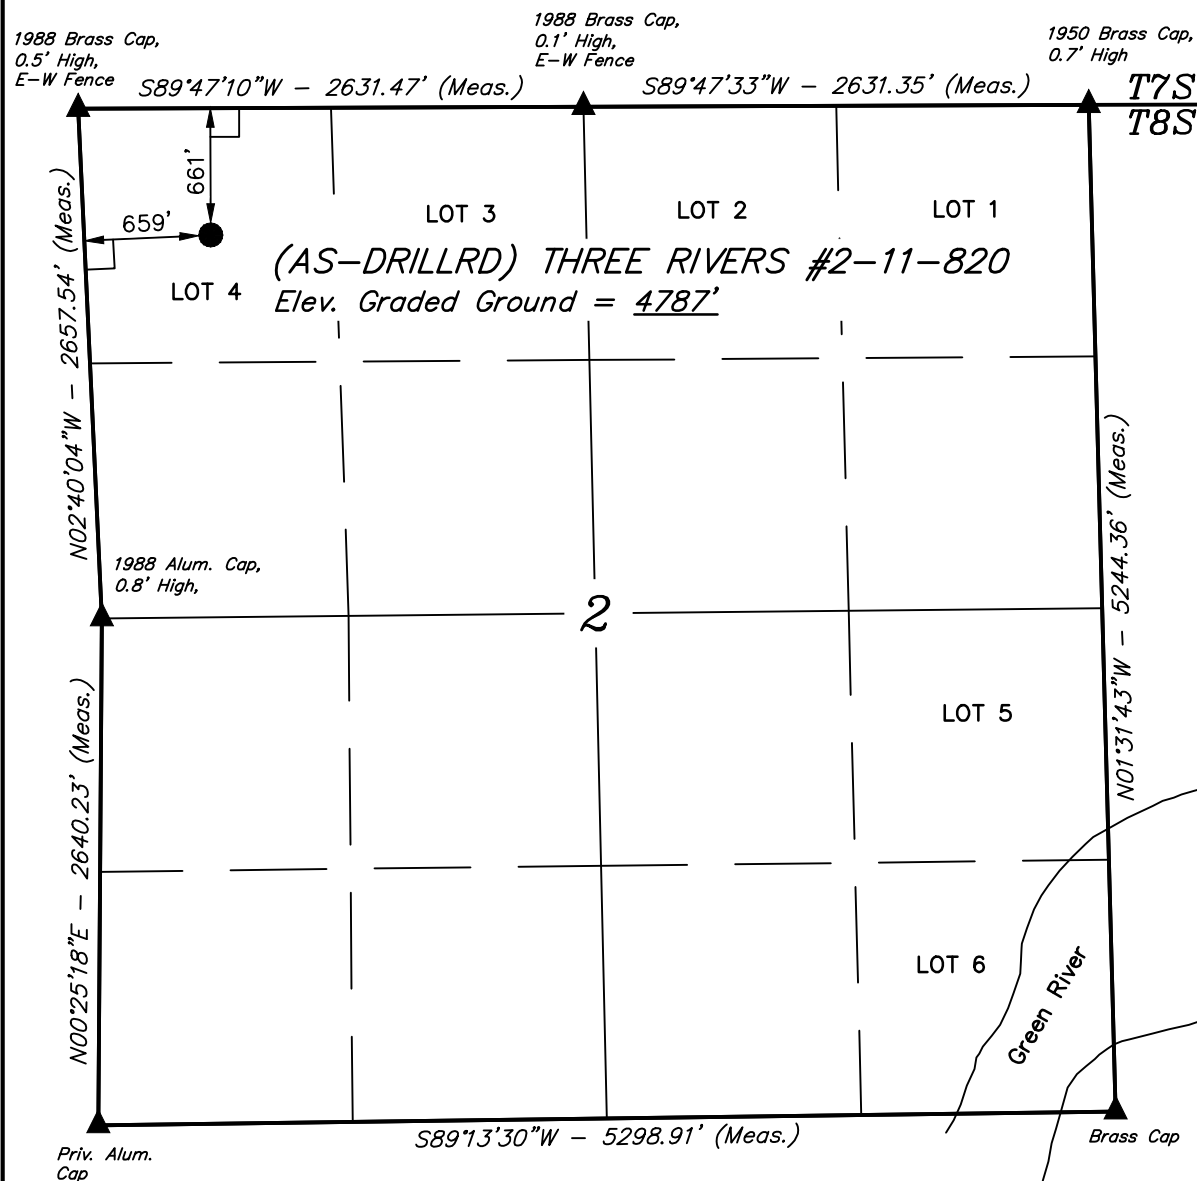 1988 Brass Cap,
0.5' High,
E-W Fence
1988 Brass Cap,
0.1' High,
E-W Fence
1950 Brass Cap,
0.7' High
S89°47'10"W - 2631.47' (Meas.)
S89°47'33"W - 2631.35' (Meas.)
T7S
T8S
661'
659'
N02°40'04"W - 2657.54' (Meas.)
LOT 3
LOT 2
LOT 1
(AS-DRILLRD) THREE RIVERS #2-11-820
LOT 4
Elev. Graded Ground = 4787'
1988 Alum. Cap,
0.8' High,
2
N01°31'43"W - 5244.36' (Meas.)
LOT 5
N00°25'18"E - 2640.23' (Meas.)
LOT 6
Green River
S89°13'30"W - 5298.91' (Meas.)
Brass Cap
Priv. Alum.
Cap